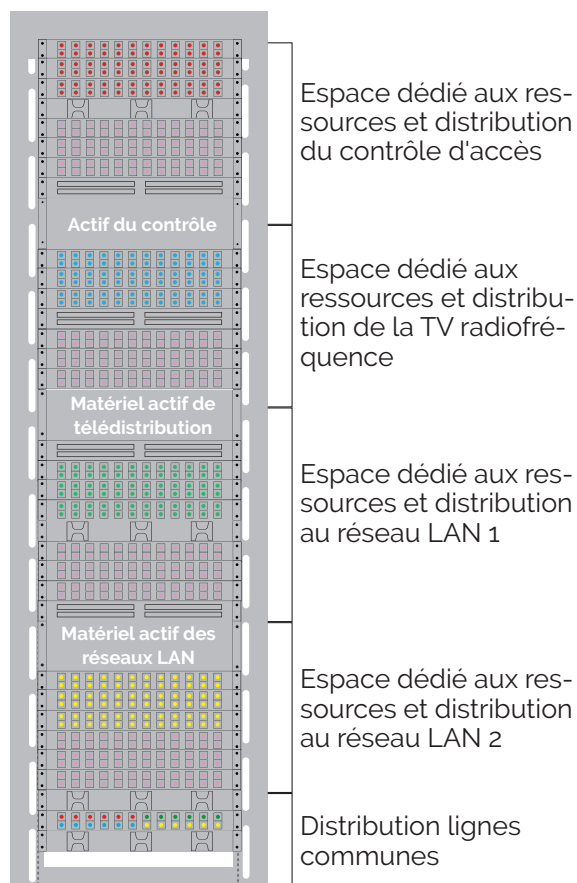 Espace dédié aux res-
sources et distribution
du contrôle d'accès
Actif du contrôle
Espace dédié aux
ressources et distribu-
tion de la TV radiofré-
quence
Matériel actif de
télédistribution
Espace dédié aux res-
sources et distribution
au réseau LAN 1
Matériel actif des
réseaux LAN
Espace dédié aux res-
sources et distribution
au réseau LAN 2
Distribution lignes
communes